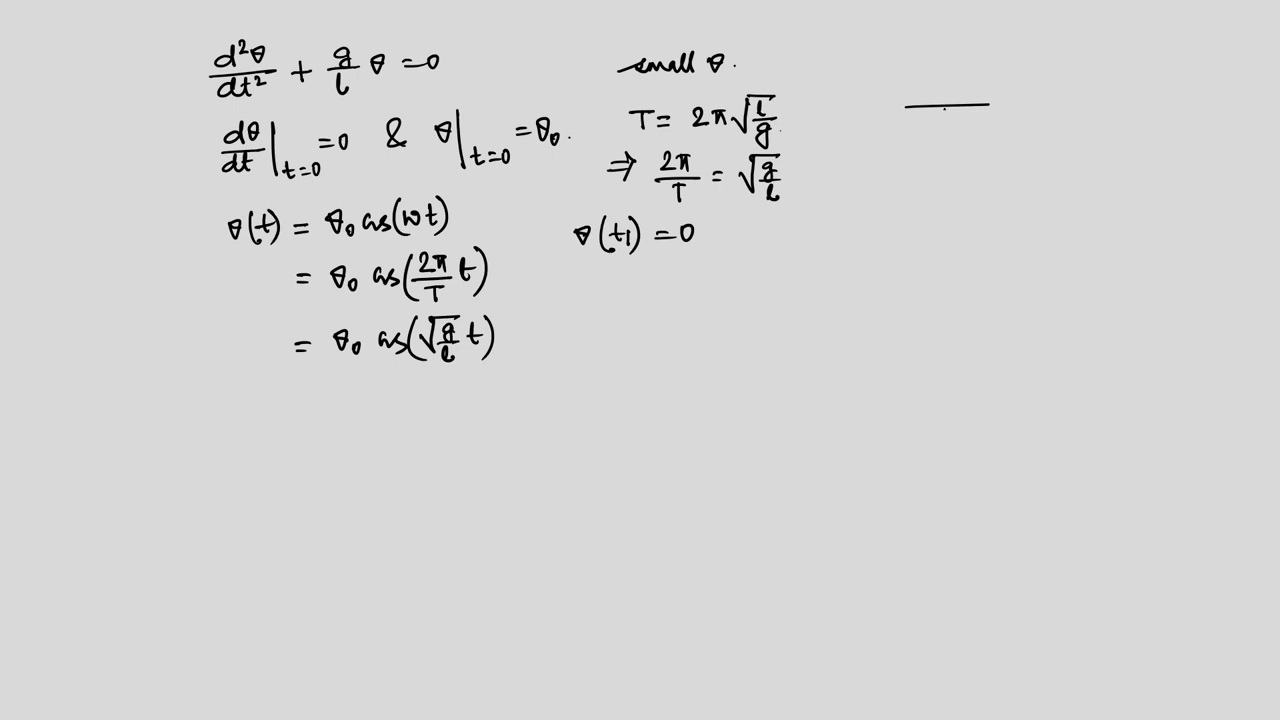 d²θ/dt² + g/l θ = 0
dθ/dt |t=0 = 0 & θ|t=0 = θ₀.
θ(t) = θ₀ cos(ωt)
= θ₀ cos(2π/T t)
= θ₀ cos(√(g/l) t)
small θ.
T = 2π√(l/g)
⇒ 2π/T = √(g/l)
θ(t₁) = 0